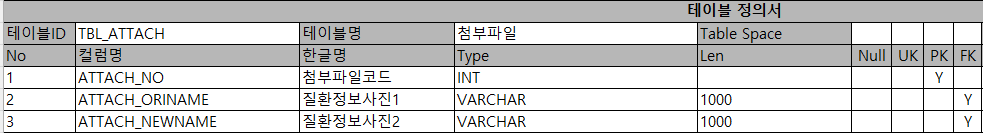 테이블 정의서
테이블ID TBL_ATTACH 테이블명 첨부파일 Table Space
No 컬럼명 한글명 Type Len Null UK PK FK
1 ATTACH_NO 첨부파일코드 INT Y
2 ATTACH_ORINAME 질환정보사진1 VARCHAR 1000 Y
3 ATTACH_NEWNAME 질환정보사진2 VARCHAR 1000 Y